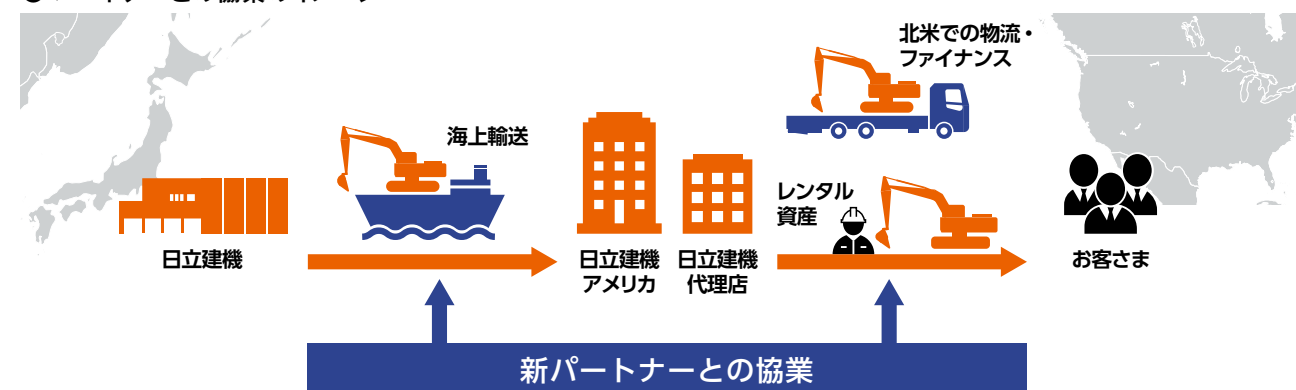 北米での物流・
ファイナンス
海上輸送
レンタル
資産
日立建機
日立建機
アメリカ
日立建機
代理店
お客さま
新パートナーとの協業